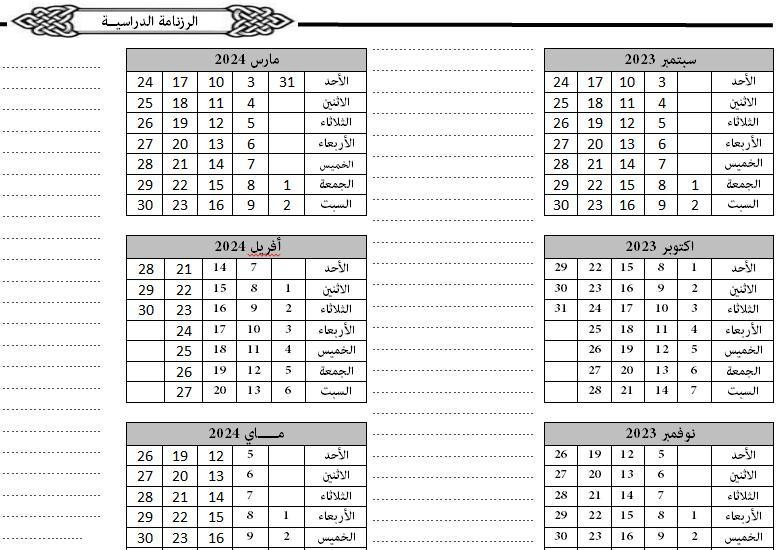 الرزنامة الدراسيــة
سبتمبر 2023
الأحد 3 10 17 24
الاثنين 4 11 18 25
الثلاثاء 5 12 19 26
الأربعاء 6 13 20 27
الخميس 7 14 21 28
الجمعة 1 8 15 22 29
السبت 2 9 16 23 30
اكتوبر 2023
الأحد 1 8 15 22 29
الاثنين 2 9 16 23 30
الثلاثاء 3 10 17 24 31
الأربعاء 4 11 18 25
الخميس 5 12 19 26
الجمعة 6 13 20 27
السبت 7 14 21 28
نوفمبر 2023
الأحد 5 12 19 26
الاثنين 6 13 20 27
الثلاثاء 7 14 21 28
الأربعاء 1 8 15 22 29
الخميس 2 9 16 23 30
مارس 2024
الأحد 31 3 10 17 24
الاثنين 4 11 18 25
الثلاثاء 5 12 19 26
الأربعاء 6 13 20 27
الخميس 7 14 21 28
الجمعة 1 8 15 22 29
السبت 2 9 16 23 30
أفريل 2024
الأحد 7 14 21 28
الاثنين 1 8 15 22 29
الثلاثاء 2 9 16 23 30
الأربعاء 3 10 17 24
الخميس 4 11 18 25
الجمعة 5 12 19 26
السبت 6 13 20 27
مـــــاي 2024
الأحد 5 12 19 26
الاثنين 6 13 20 27
الثلاثاء 7 14 21 28
الأربعاء 1 8 15 22 29
الخميس 2 9 16 23 30